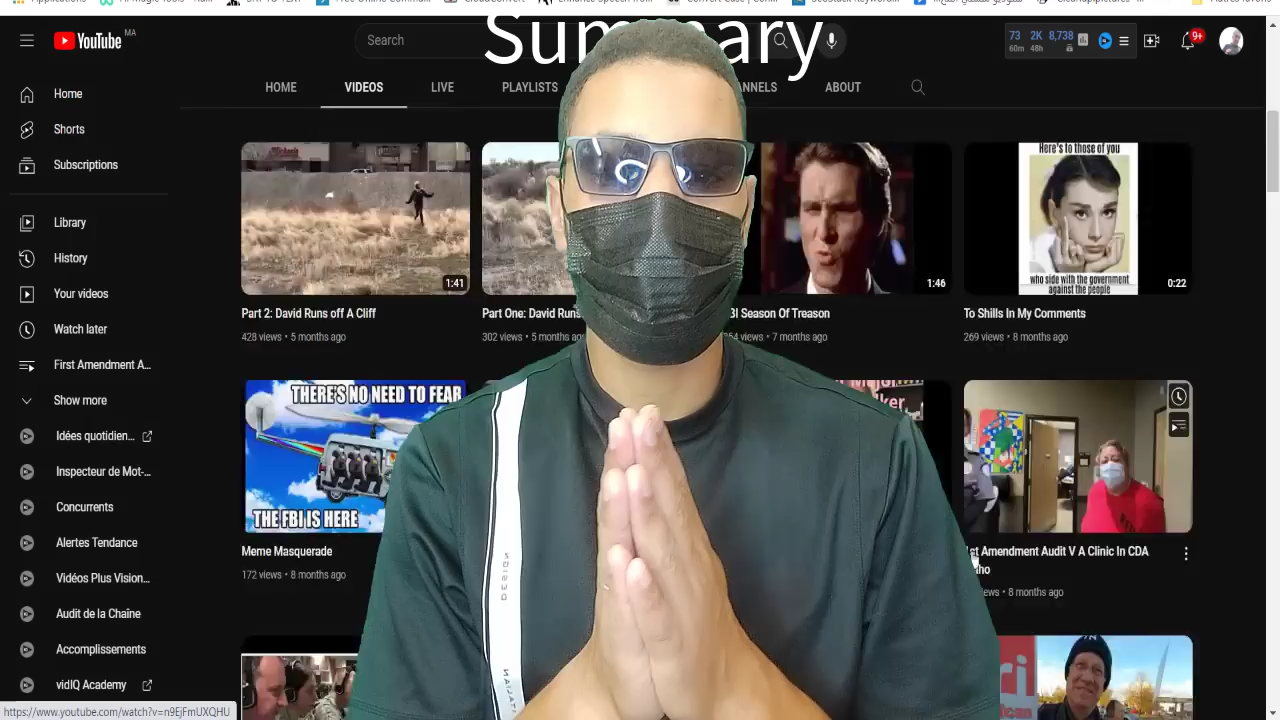 Summary
YouTube MA
Search
73 2K 8,738
60m 48h
9+
HOME VIDEOS LIVE PLAYLISTS ABOUT
Home
Shorts
Subscriptions
Library
History
Your videos
Watch later
First Amendment A...
Show more
Idées quotidien...
Inspecteur de Mot-...
Concurrents
Alertes Tendance
Vidéos Plus Vision...
Audit de la Chaîne
Accomplissements
vidIQ Academy
1:41
Part 2: David Runs off A Cliff
428 views • 5 months ago
Part One: David Runs
302 views • 5 mon
1:46
BI Season Of Treason
54 views • 7 months ago
Here's to those of you
who side with the government
against the people
0:22
To Shills In My Comments
269 views • 8 months ago
THERE'S NO NEED TO FEAR
THE FBI IS HERE
Meme Masquerade
172 views • 8 months ago
1st Amendment Audit V A Clinic In CDA
ews • 8 months ago
https://www.youtube.com/watch?v=n9EjFmUXQHU